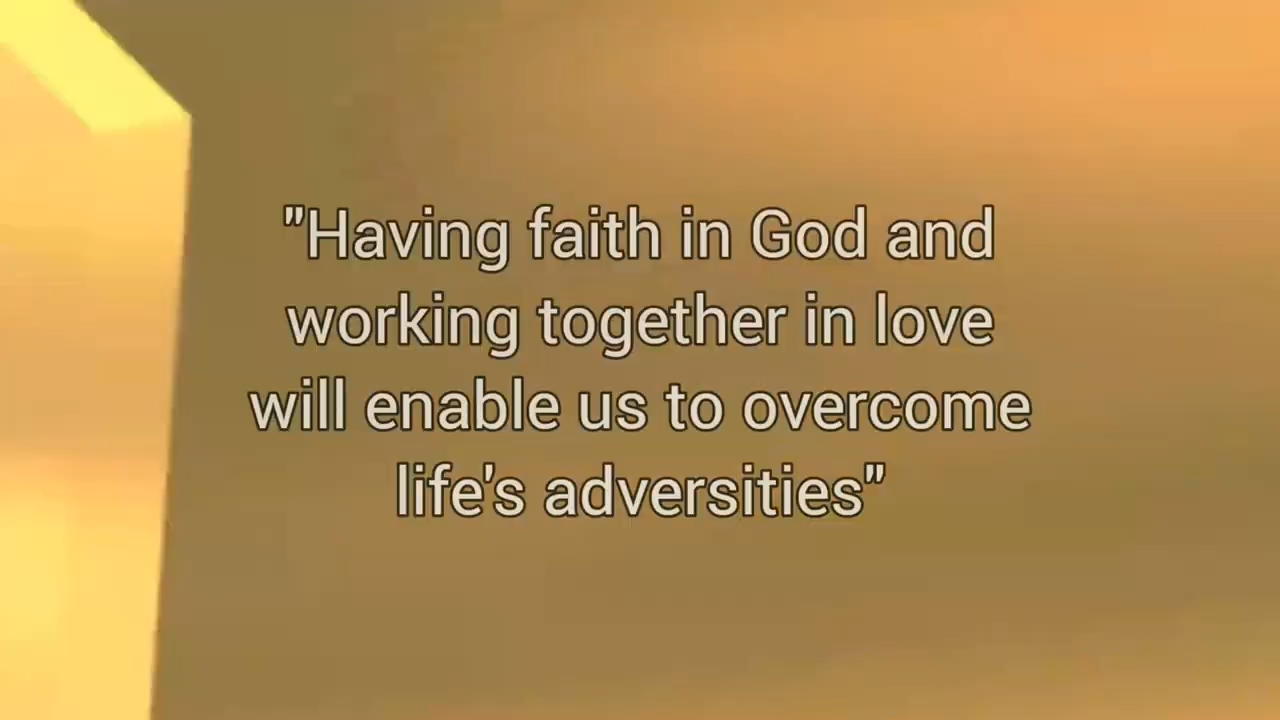 "Having faith in God and
working together in love
will enable us to overcome
life's adversities"